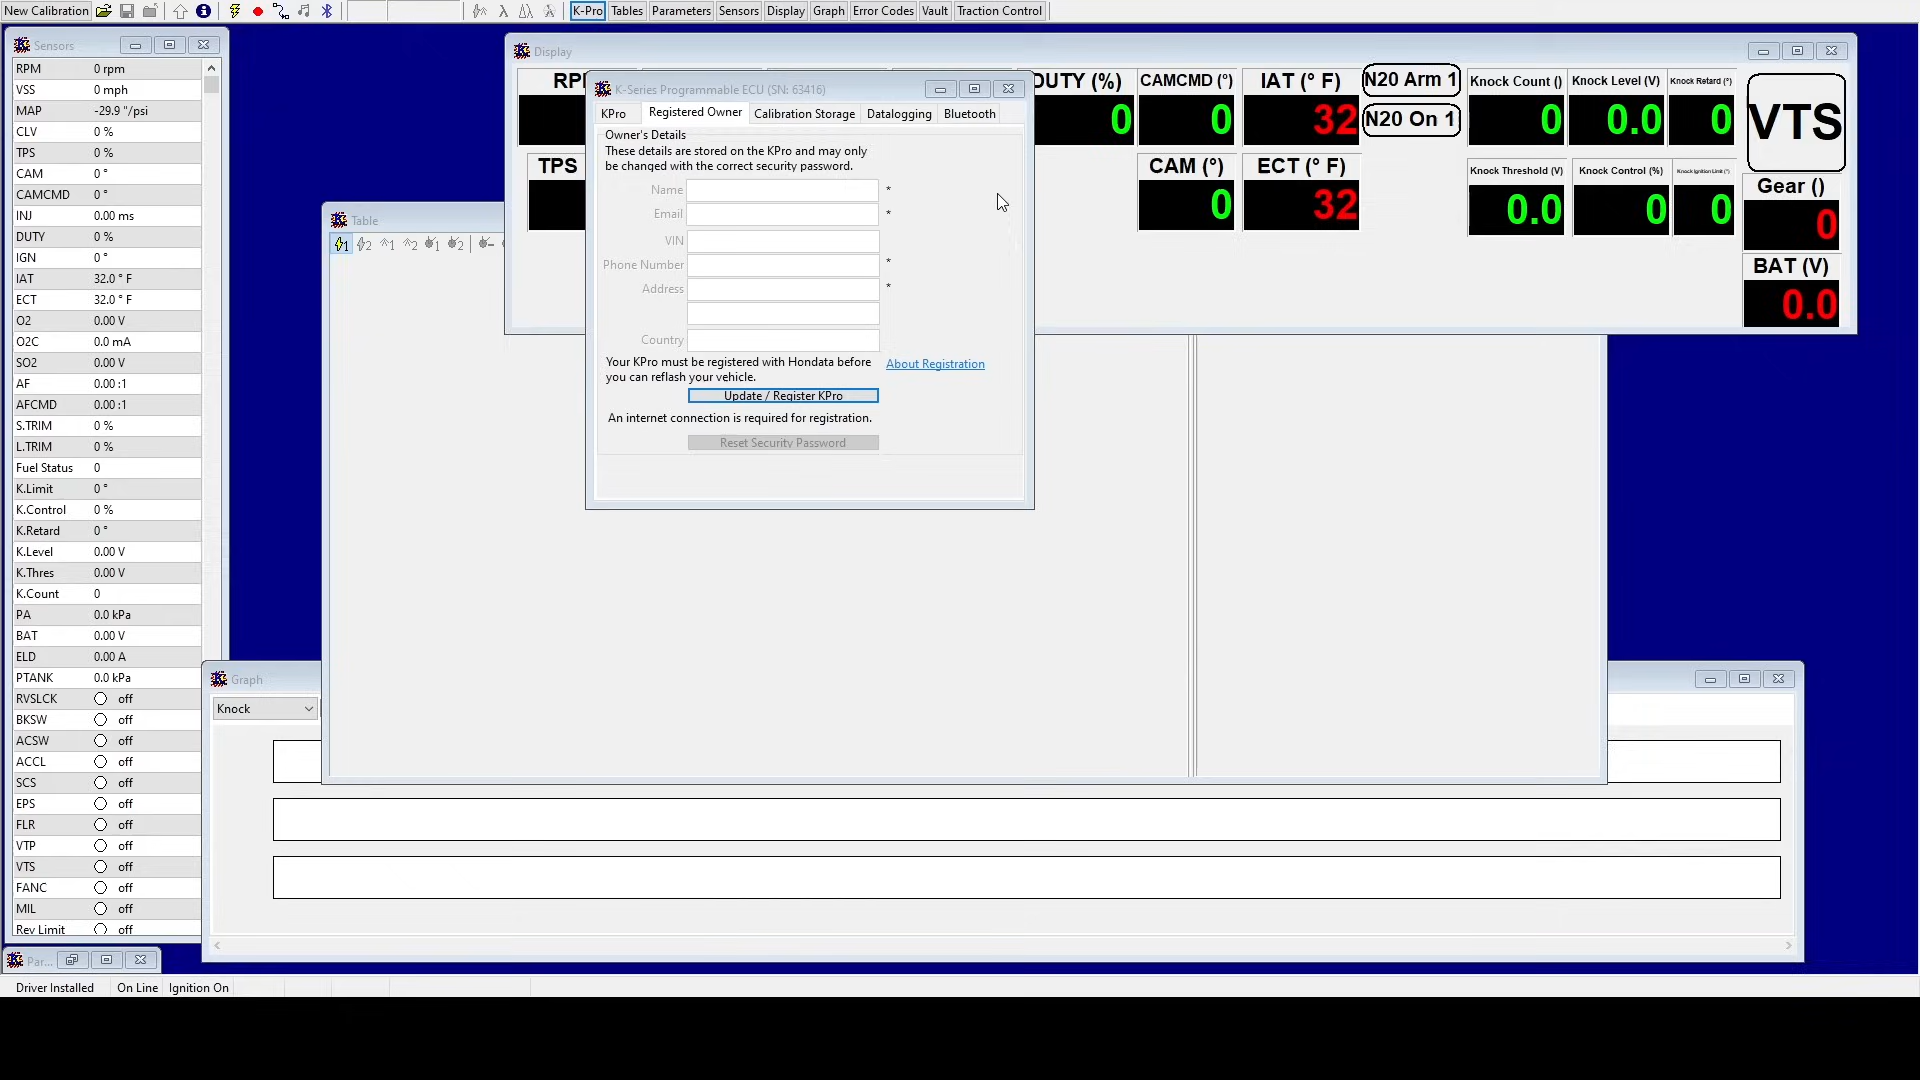 New Calibration
K-Pro Tables Parameters Sensors Display Graph Error Codes Vault Traction Control
Sensors
RPM 0 rpm
VSS 0 mph
MAP -29.9 "/psi
CLV 0 %
TPS 0 %
CAM 0 °
CAMCMD 0 °
INJ 0.00 ms
DUTY 0 %
IGN 0 °
IAT 32.0 ° F
ECT 32.0 ° F
O2 0.00 V
O2C 0.0 mA
SO2 0.00 V
AF 0.00 :1
AFCMD 0.00 :1
S.TRIM 0 %
L.TRIM 0 %
Fuel Status 0
K.Limit 0 °
K.Control 0 %
K.Retard 0 °
K.Level 0.00 V
K.Thres 0.00 V
K.Count 0
PA 0.0 kPa
BAT 0.00 V
ELD 0.00 A
PTANK 0.0 kPa
RVSLCK off
BKSW off
ACSW off
ACCL off
SCS off
EPS off
FLR off
VTP off
VTS off
FANC off
MIL off
Rev Limit off
Display
DUTY (%)
0
CAMCMD (°)
0
IAT (° F)
32
N20 Arm 1
N20 On 1
Knock Count ()
0
Knock Level (V)
0.0
Knock Retard (°)
0
VTS
TPS
CAM (°)
0
ECT (° F)
32
Knock Threshold (V)
0.0
Knock Control (%)
0
Knock Ignition Limit (°)
0
Gear ()
0
BAT (V)
0.0
K-Series Programmable ECU (SN: 63416)
KPro Registered Owner Calibration Storage Datalogging Bluetooth
Owner's Details
These details are stored on the KPro and may only
be changed with the correct security password.
Name *
Email *
VIN
Phone Number *
Address *
Country
Your KPro must be registered with Hondata before
you can reflash your vehicle.
About Registration
Update / Register KPro
An internet connection is required for registration.
Reset Security Password
Table
Graph
Knock
Par...
Driver Installed On Line Ignition On